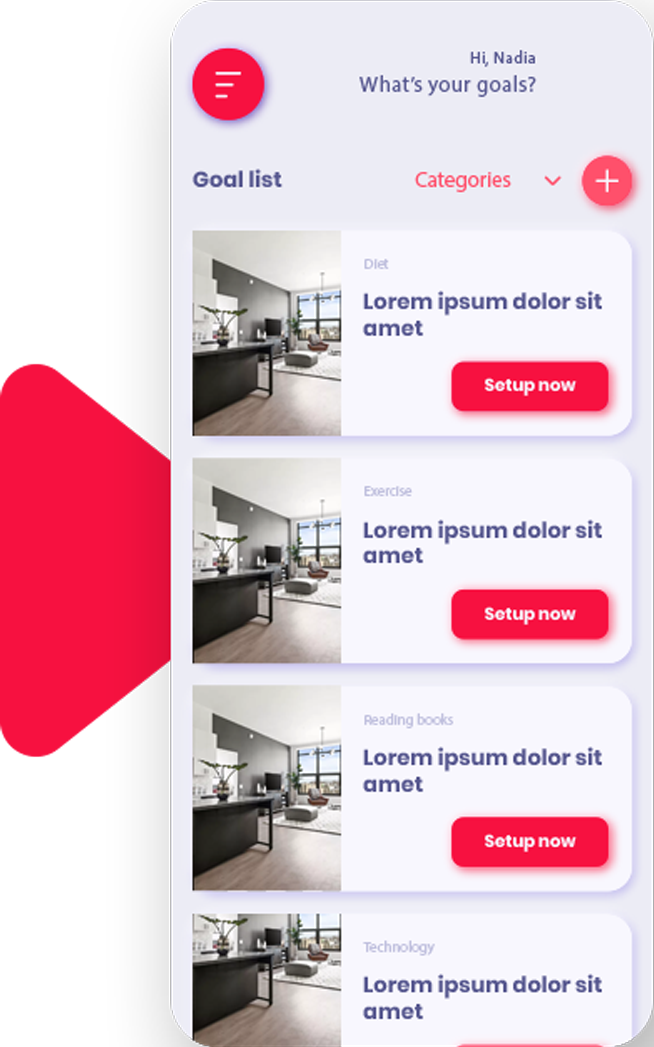 Hi, Nadia
What's your goals?
Goal list
Categories
Diet
Lorem ipsum dolor sit
amet
Setup now
Exercise
Lorem ipsum dolor sit
amet
Setup now
Reading books
Lorem ipsum dolor sit
amet
Setup now
Technology
Lorem ipsum dolor sit
amet